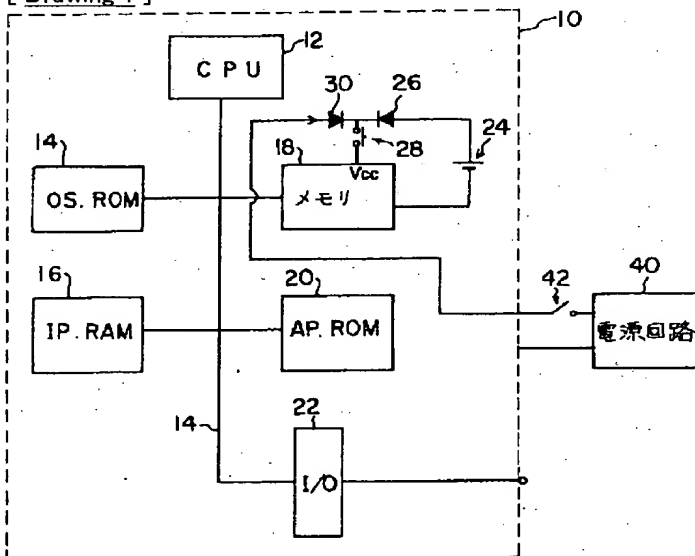 [ Drawing 1 ]
10
12
CPU
30
26
24
14
18
28
Vcc
OS. ROM
メモリ
16
20
42
40
IP. RAM
AP. ROM
電源回路
22
14
I/O